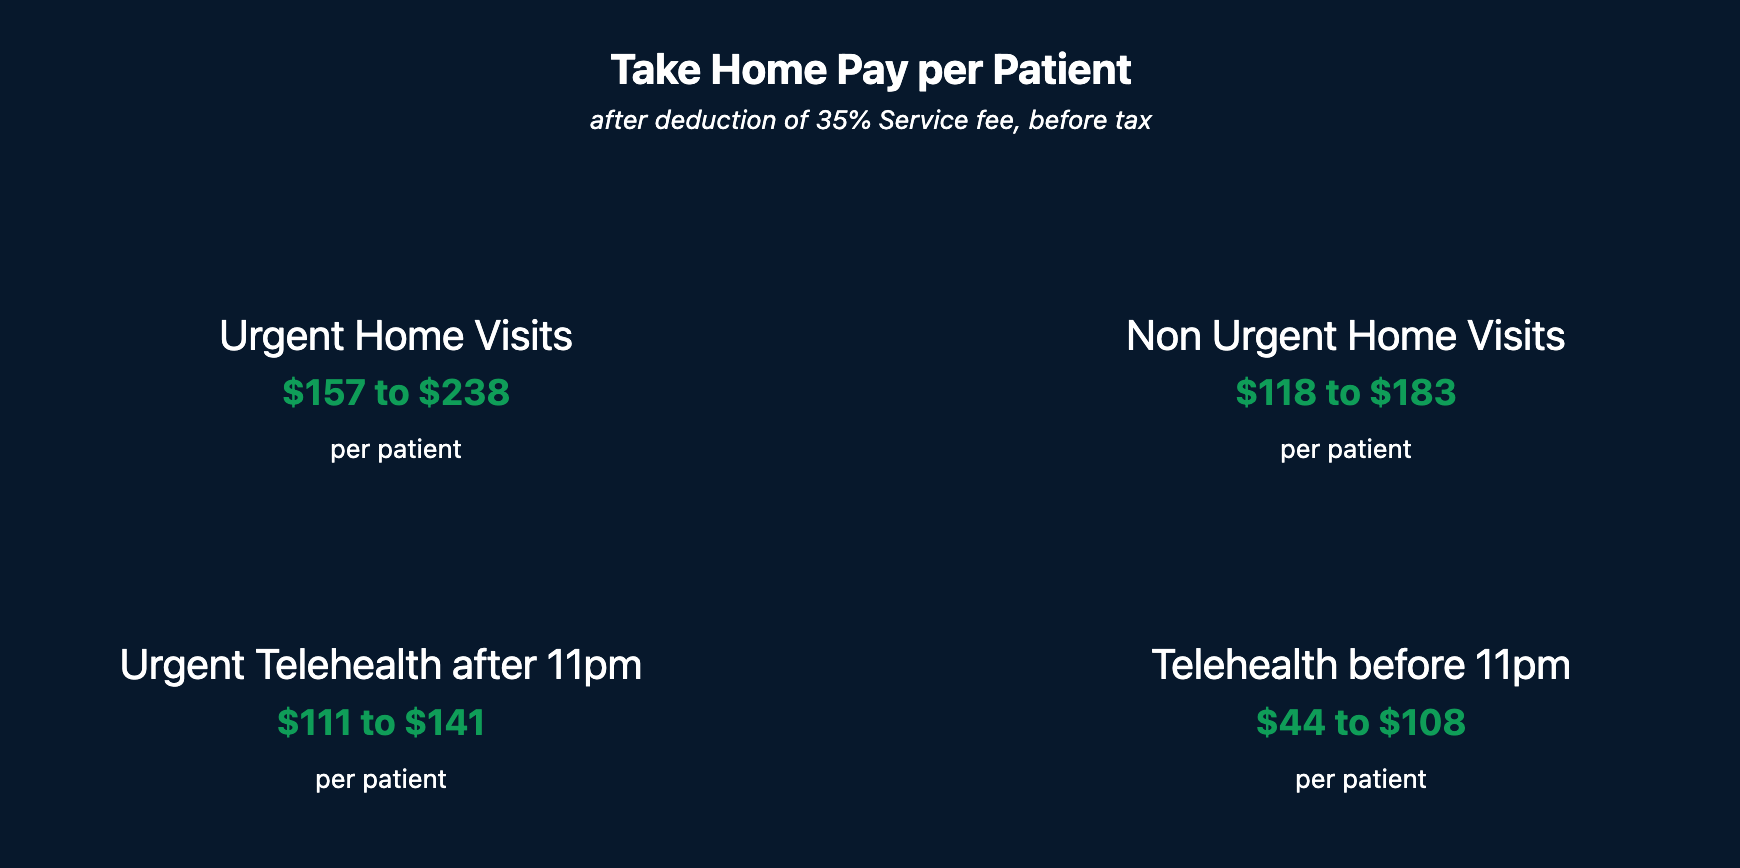 Take Home Pay per Patient
after deduction of 35% Service fee, before tax
Urgent Home Visits
$157 to $238
per patient
Non Urgent Home Visits
$118 to $183
per patient
Urgent Telehealth after 11pm
$111 to $141
per patient
Telehealth before 11pm
$44 to $108
per patient